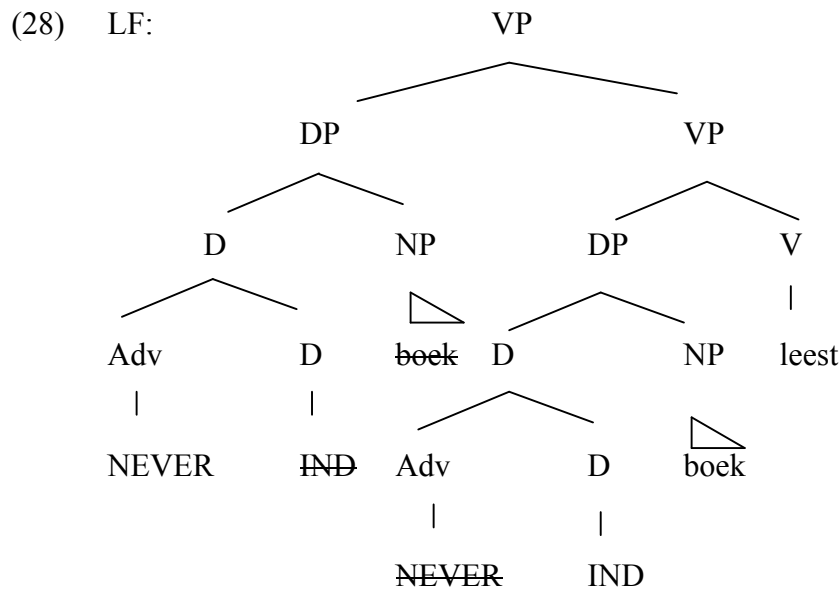 (28) LF: VP
DP VP
D NP DP V
Adv D ~~boek~~ D NP leest
NEVER ~~IND~~ Adv D boek
~~NEVER~~ IND